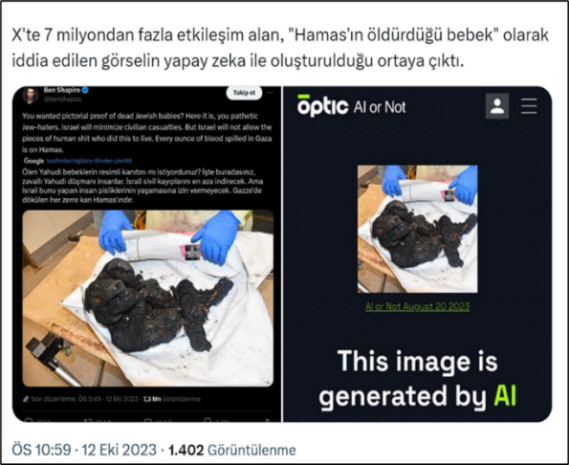 X'te 7 milyondan fazla etkileşim alan, "Hamas'ın öldürdüğü bebek" olarak
iddia edilen görselin yapay zeka ile oluşturulduğu ortaya çıktı.
Ben Shapiro
@benshapiro
Takip et
You wanted pictorial proof of dead Jewish babies? Here it is, you pathetic
Jew-haters. Israel will minimize civilian casualties. But Israel will not allow the
pieces of human shit who did this to live. Every ounce of blood spilled in Gaza
is on Hamas.
Google tarafından İngilizce dilinden çevrildi
Ölen Yahudi bebeklerin resimli kanıtını mı istiyordunuz? İşte buradasınız,
zavallı Yahudi düşmanı insanlar. İsrail sivil kayıplarını en aza indirecek. Ama
İsrail bunu yapan insan pisliklerinin yaşamasına izin vermeyecek. Gazze'de
dökülen her zerre kan Hamas'ındır.
Son düzenleme: ÖS 5:45 · 12 Eki 2023 · 7,3 Mn Görüntülenme
optic AI or Not
AI or Not August 20 2023
This image is
generated by AI
ÖS 10:59 · 12 Eki 2023 · 1.402 Görüntülenme